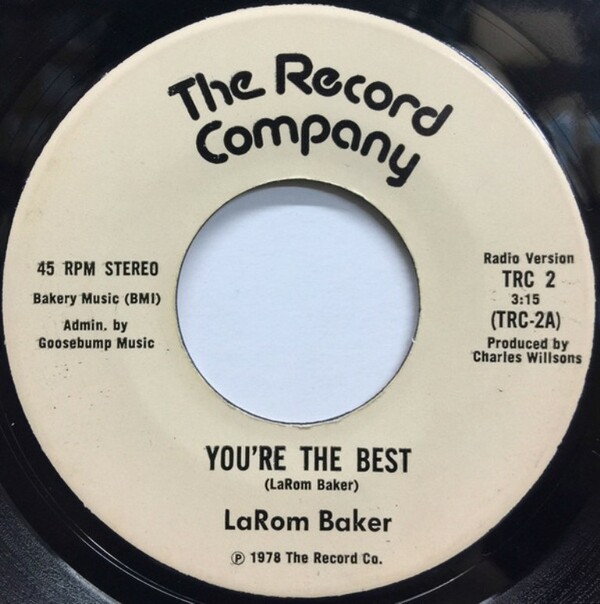 The Record
Company
45 RPM STEREO
Bakery Music (BMI)
Admin. by
Goosebump Music
Radio Version
TRC 2
3:15
(TRC-2A)
Produced by
Charles Willsons
YOU'RE THE BEST
(LaRom Baker)
LaRom Baker
℗ 1978 The Record Co.